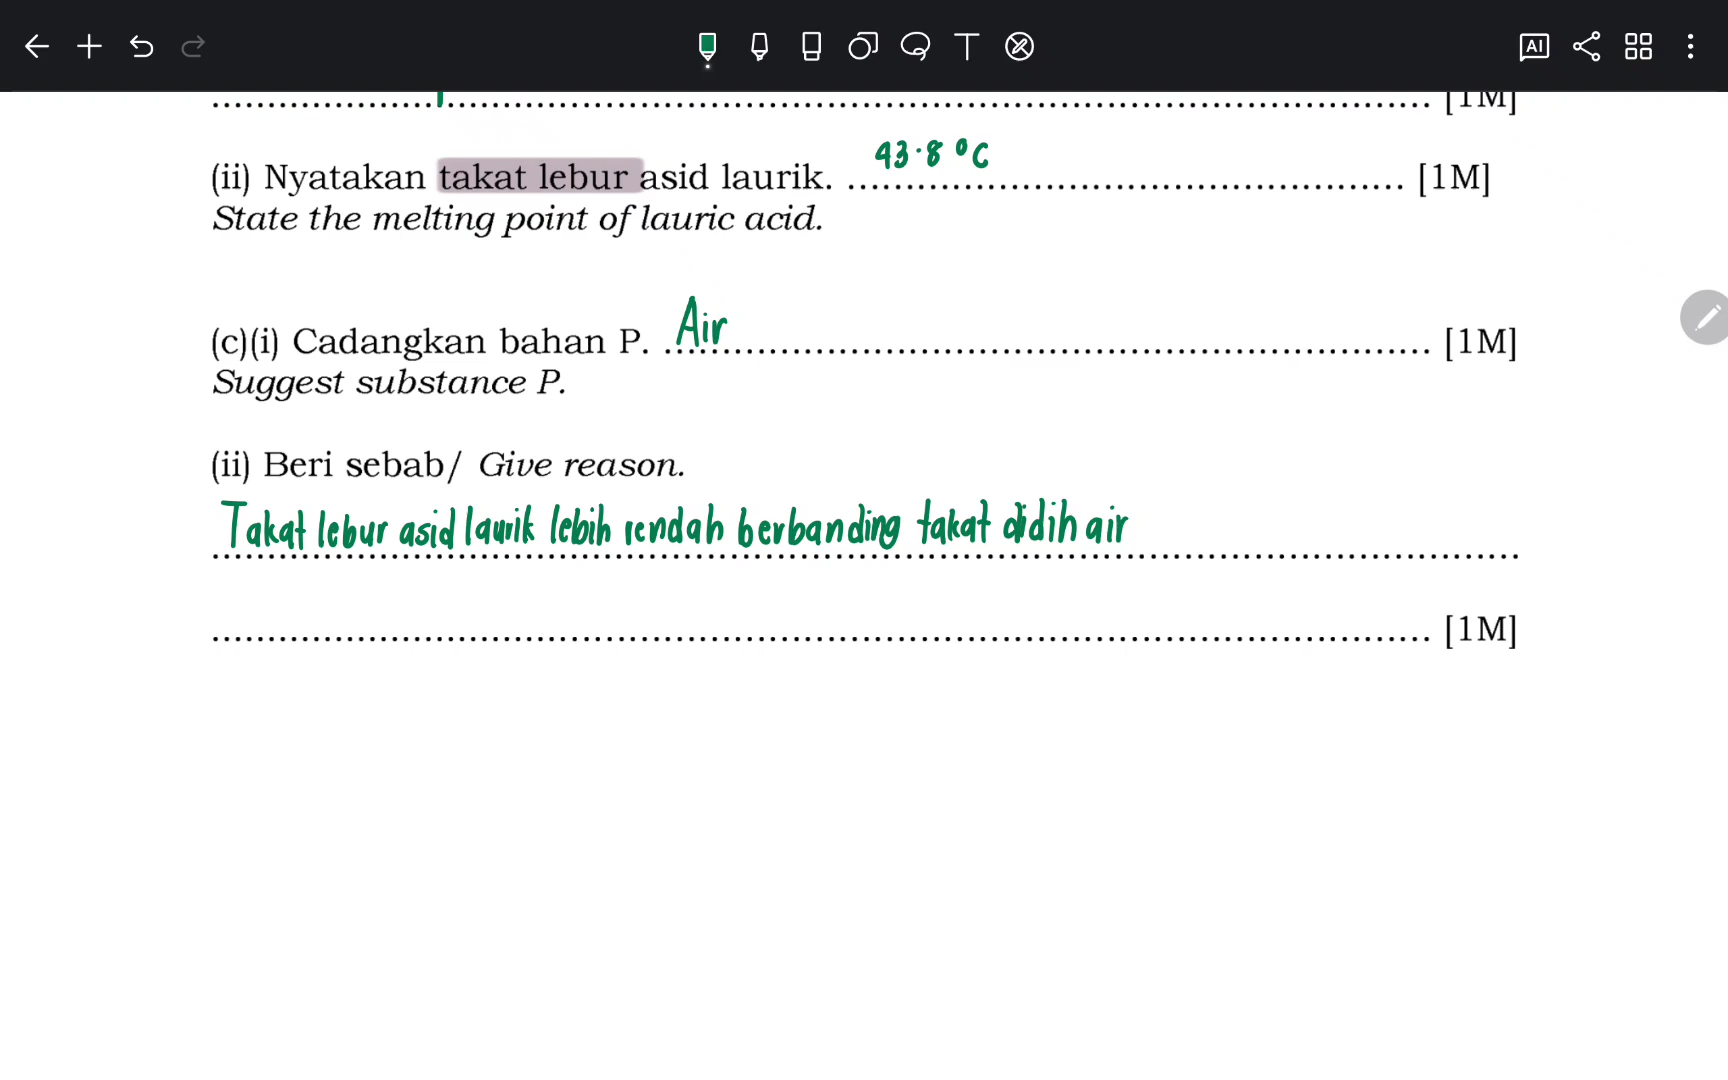 AI
[1M]
43.8 °C
(ii) Nyatakan takat lebur asid laurik. ................................................ [1M]
State the melting point of lauric acid.
Air
(c)(i) Cadangkan bahan P. .................................................................. [1M]
Suggest substance P.
(ii) Beri sebab/ Give reason.
Takat lebur asid laurik lebih rendah berbanding takat didih air
................................................................................................................
......................................................................................................... [1M]